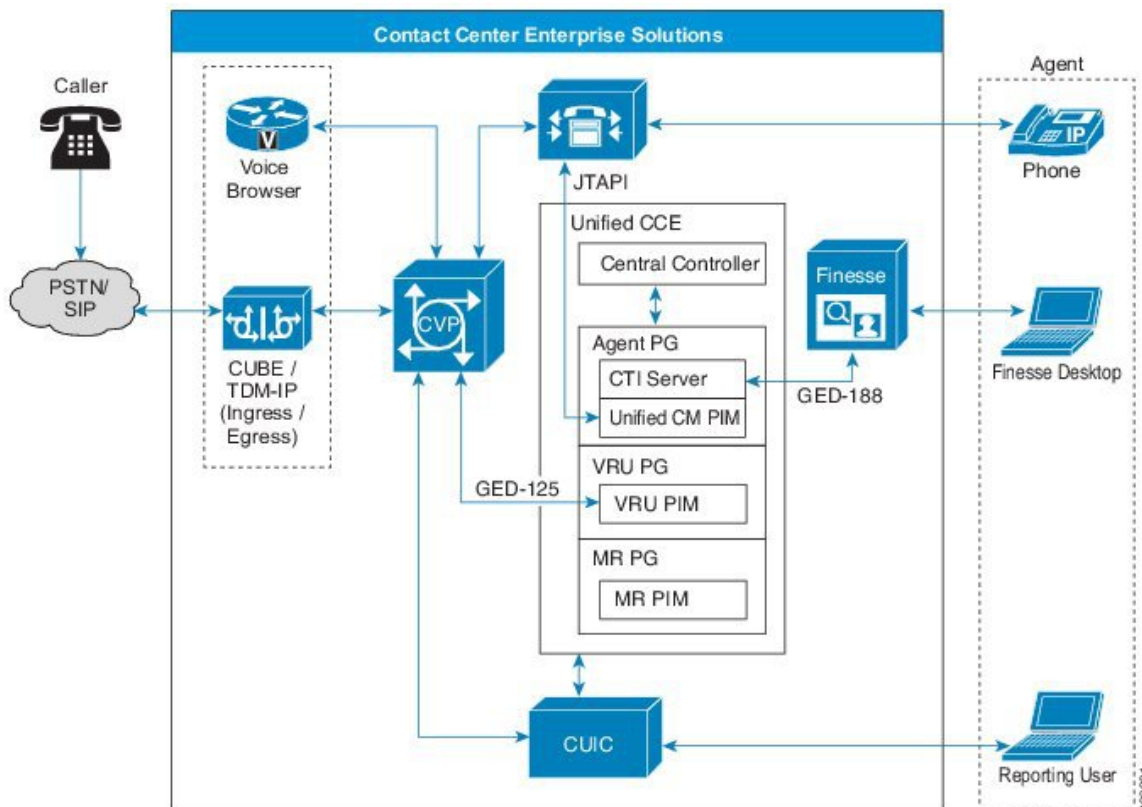 Contact Center Enterprise Solutions
Caller
Agent
V
Voice
Browser
JTAPI
IP
Phone
Unified CCE
Central Controller
Finesse
PSTN/
SIP
CVP
CUBE /
TDM-IP
(Ingress /
Egress)
Agent PG
CTI Server
Unified CM PIM
GED-188
Finesse Desktop
GED-125
VRU PG
VRU PIM
MR PG
MR PIM
CUIC
Reporting User